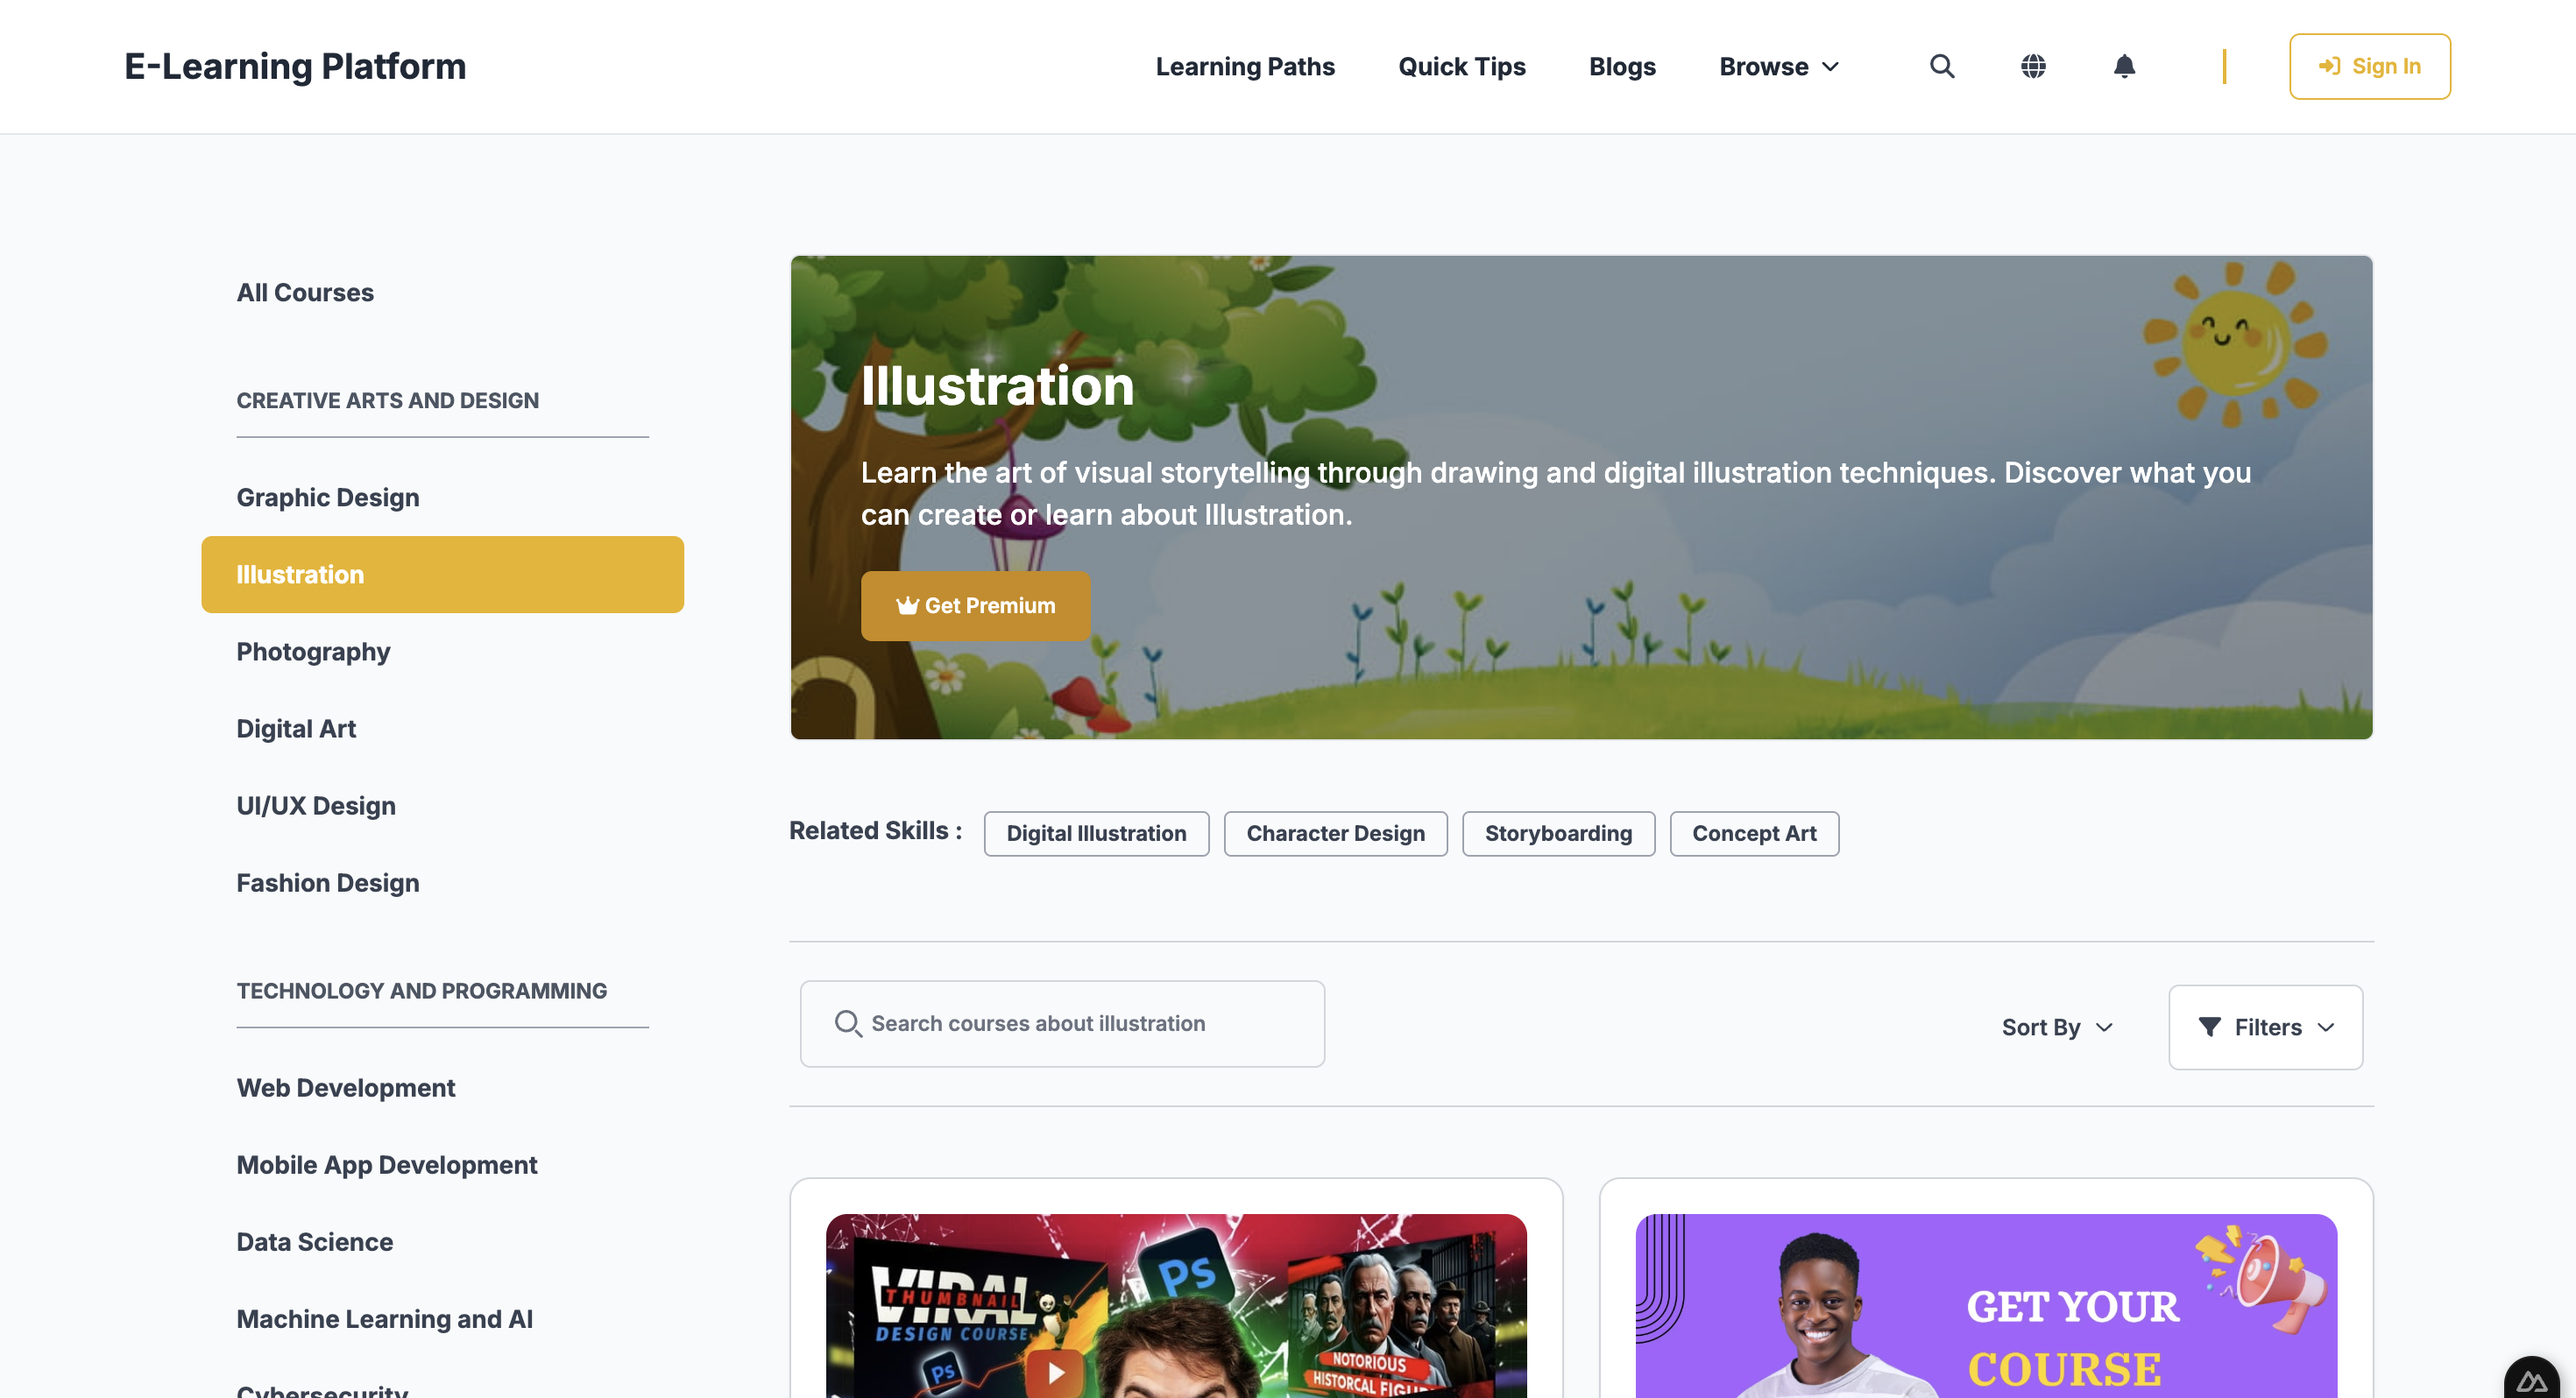 E-Learning Platform
Learning Paths
Quick Tips
Blogs
Browse
Sign In
All Courses
CREATIVE ARTS AND DESIGN
Graphic Design
Illustration
Photography
Digital Art
UI/UX Design
Fashion Design
TECHNOLOGY AND PROGRAMMING
Web Development
Mobile App Development
Data Science
Machine Learning and AI
Cybersecurity
Illustration
Learn the art of visual storytelling through drawing and digital illustration techniques. Discover what you
can create or learn about Illustration.
Get Premium
Related Skills :
Digital Illustration
Character Design
Storyboarding
Concept Art
Search courses about illustration
Sort By
Filters
VIRAL
THUMBNAIL
DESIGN COURSE
Ps
Ps
NOTORIOUS
GET YOUR
COURSE